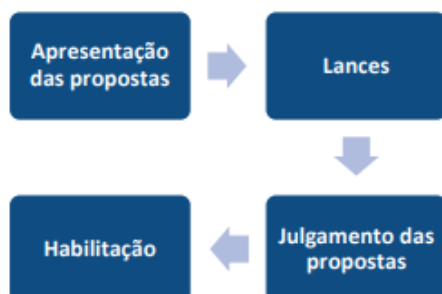 Apresentação
das propostas
Lances
Julgamento das
propostas
Habilitação